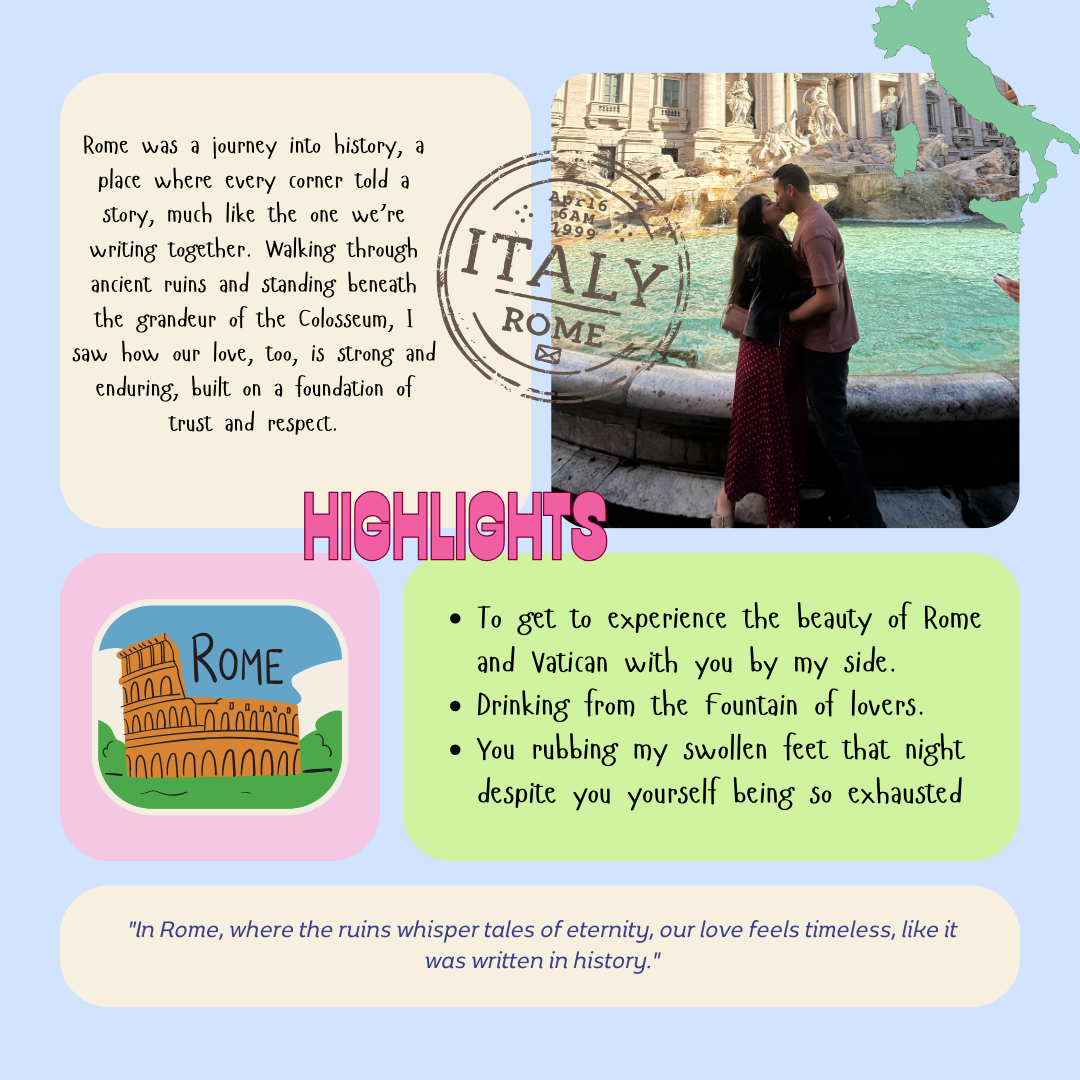 Rome was a journey into history, a
place where every corner told a
story, much like the one we're
writing together. Walking through
ancient ruins and standing beneath
the grandeur of the Colosseum, I
saw how our love, too, is strong and
enduring, built on a foundation of
trust and respect.
Apr16
6AM
1999
ITALY
ROME
HIGHLIGHTS
ROME
• To get to experience the beauty of Rome
and Vatican with you by my side.
• Drinking from the Fountain of lovers.
• You rubbing my swollen feet that night
despite you yourself being so exhausted
"In Rome, where the ruins whisper tales of eternity, our love feels timeless, like it
was written in history."